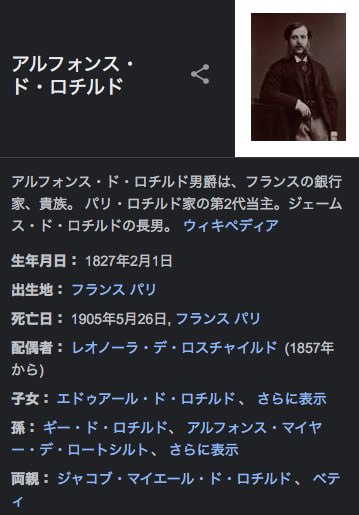 アルフォンス・
ド・ロチルド
アルフォンス・ド・ロチルド男爵は、フランスの銀行
家、貴族。 パリ・ロチルド家の第2代当主。ジェーム
ス・ド・ロチルドの長男。 ウィキペディア
生年月日： 1827年2月1日
出生地： フランス パリ
死亡日： 1905年5月26日, フランス パリ
配偶者： レオノーラ・デ・ロスチャイルド (1857年
から)
子女： エドゥアール・ド・ロチルド、 さらに表示
孫： ギー・ド・ロチルド、 アルフォンス・マイヤ
ー・デ・ロートシルト、 さらに表示
両親： ジャコブ・マイエール・ド・ロチルド、 ベテ
ィ